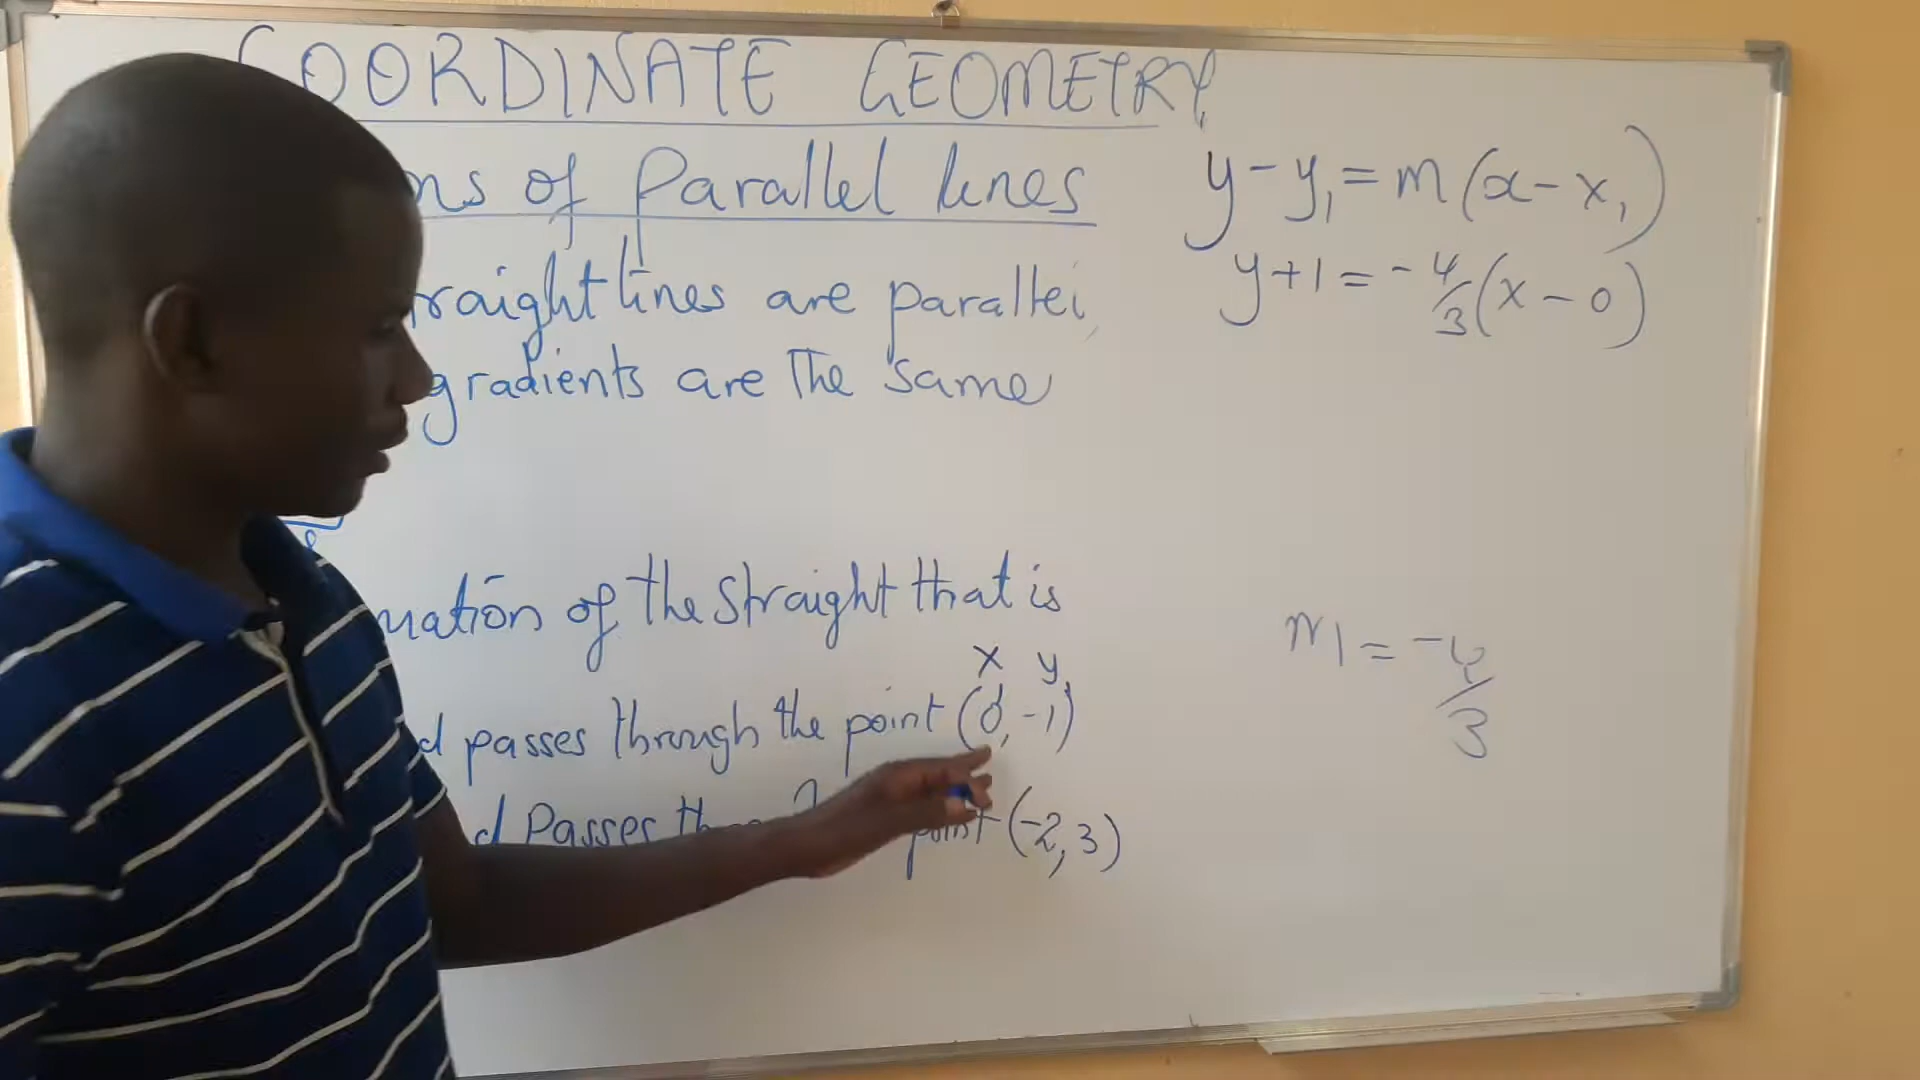 COORDINATE GEOMETRY
ns of Parallel lines
raight lines are parallel
gradients are The same
uation of the Straight that is
x y
d passes through the point (0, -1)
d Passes point (-2, 3)
y - y₁ = m(x - x₁)
y + 1 = -4/3(x - 0)
m₁ = -4/3